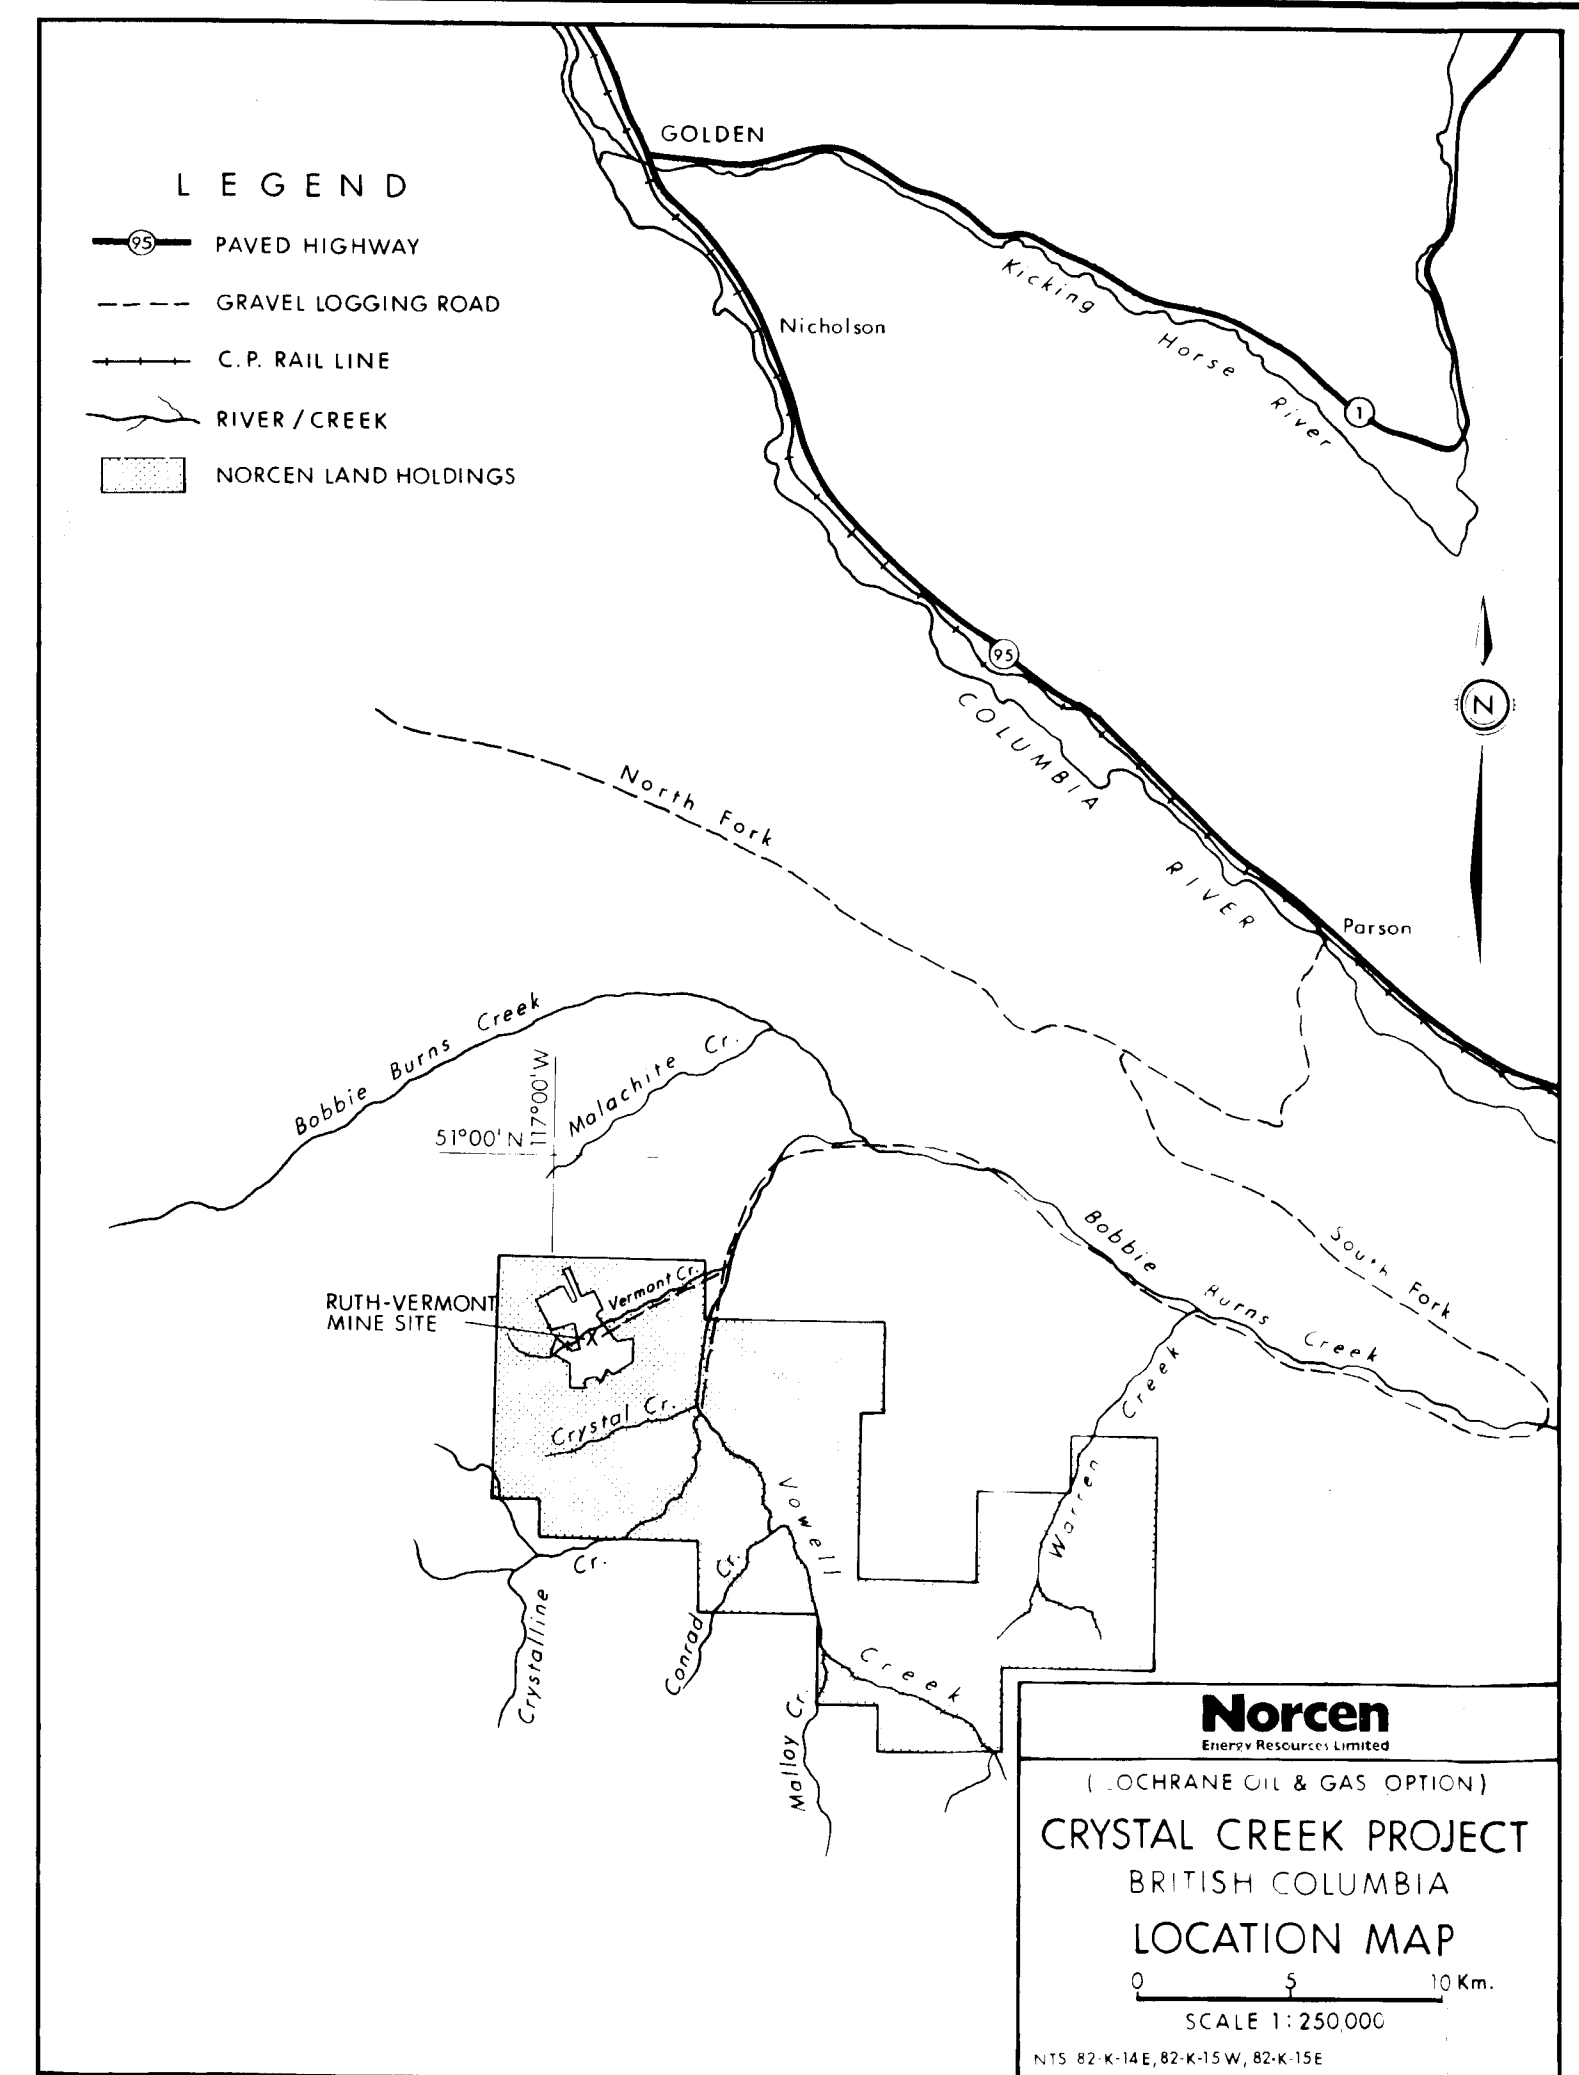 GOLDEN
LEGEND
95 PAVED HIGHWAY
GRAVEL LOGGING ROAD
C.P. RAIL LINE
RIVER/CREEK
NORCEN LAND HOLDINGS
Kicking Horse River
Nicholson
1
N
95
COLUMBIA RIVER
North Fork
Parson
Bobbie Burns Creek
Malachite Cr.
117°00'W
51°00'N
Bobbie Burns Creek
South Fork
RUTH-VERMONT
MINE SITE
Vermont Cr.
X
Crystal Cr.
Warren Creek
Vowell Creek
Crystalline Cr.
Conrad Cr.
Malloy Cr.
Norcen
Energy Resources Limited
(OCHRANE OIL & GAS OPTION)
CRYSTAL CREEK PROJECT
BRITISH COLUMBIA
LOCATION MAP
0 5 10 Km.
SCALE 1:250,000
NTS 82-K-14E, 82-K-15W, 82-K-15E